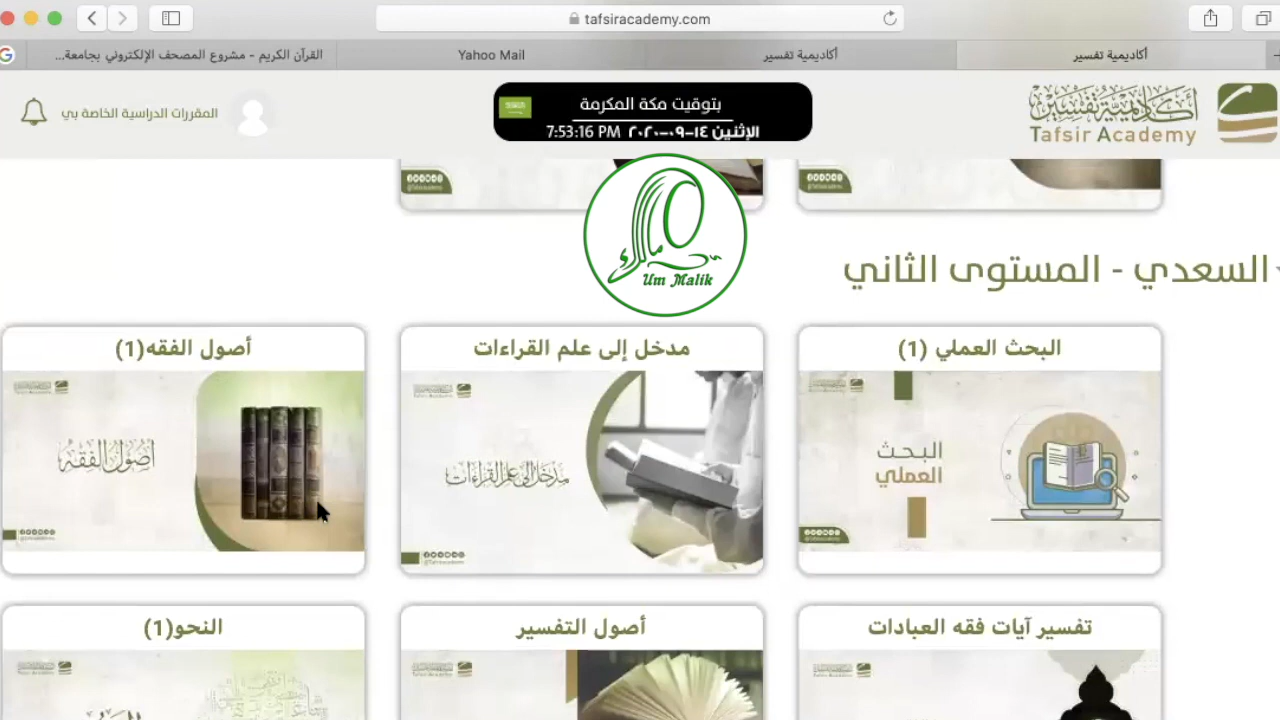 tafsiracademy.com
القرآن الكريم - مشروع المصحف الإلكتروني بجامعة...
Yahoo Mail
أكاديمية تفسير
أكاديمية تفسير
أكاديمية تفسير
Tafsir Academy
بتوقيت مكة المكرمة
الإثنين ١٤-٠٩-٢٠٢٠ 7:53:16 PM
المقررات الدراسية الخاصة بي
Um Malik
السعدي - المستوى الثاني
البحث العملي (1)
مدخل إلى علم القراءات
أصول الفقه(1)
البحث
العملي
مدخل إلى علم القراءات
أصول الفقه
تفسير آيات فقه العبادات
أصول التفسير
النحو(1)